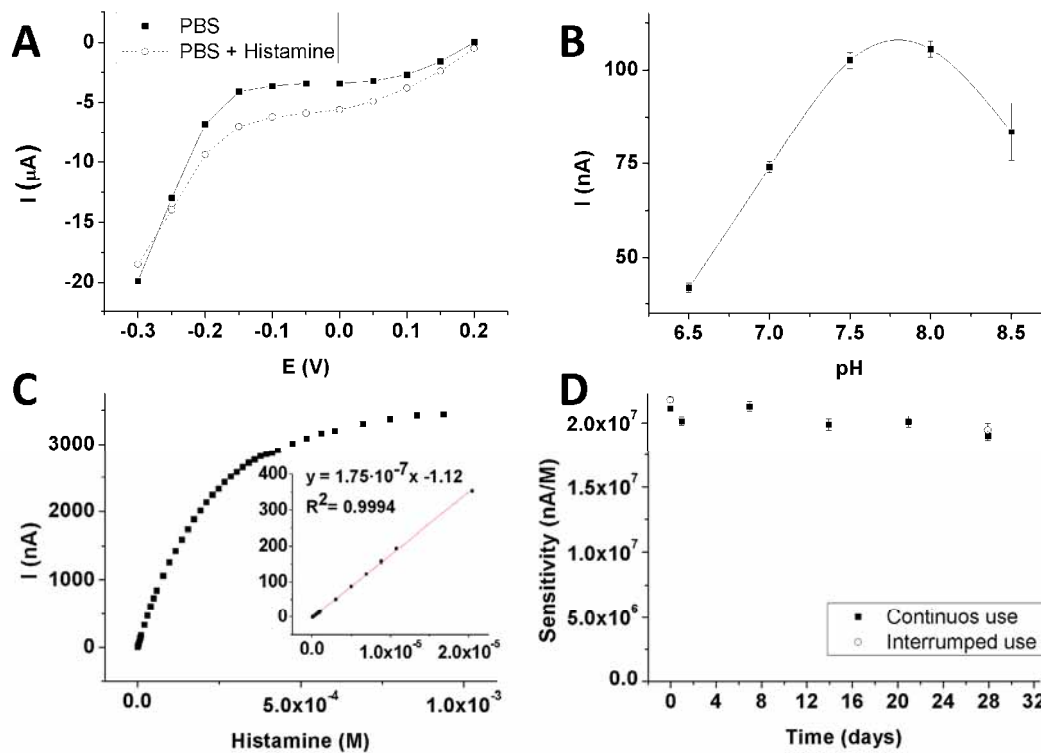 A
PBS
PBS + Histamine
0
-5
-10
-15
-20
I (μA)
-0.3 -0.2 -0.1 0.0 0.1 0.2
E (V)
B
100
75
50
I (nA)
6.5 7.0 7.5 8.0 8.5
pH
C
3000
2000
1000
0
I (nA)
0.0 5.0x10⁻⁴ 1.0x10⁻³
Histamine (M)
y = 1.75·10⁻⁷x -1.12
R²= 0.9994
400
300
200
100
0
0.0 1.0x10⁻⁵ 2.0x10⁻⁵
D
2.0x10⁷
1.5x10⁷
1.0x10⁷
5.0x10⁶
0.0
Sensitivity (nA/M)
Continuos use
Interrumped use
0 4 8 12 16 20 24 28 32
Time (days)